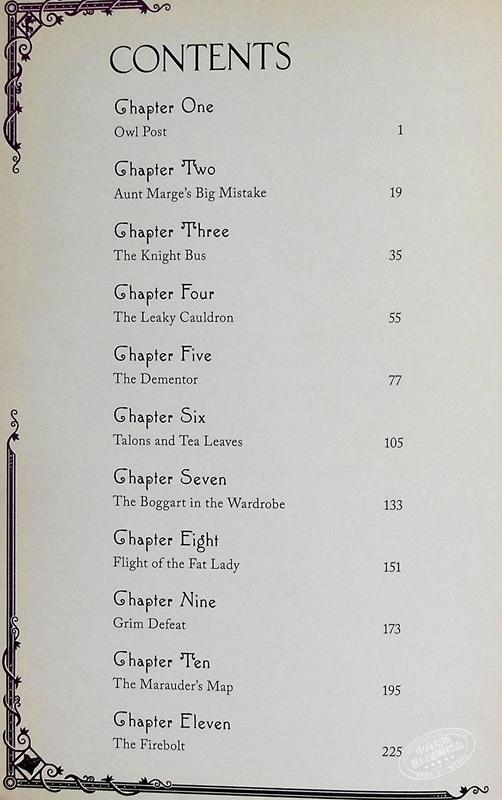 CONTENTS
Chapter One
Owl Post 1
Chapter Two
Aunt Marge's Big Mistake 19
Chapter Three
The Knight Bus 35
Chapter Four
The Leaky Cauldron 55
Chapter Five
The Dementor 77
Chapter Six
Talons and Tea Leaves 105
Chapter Seven
The Boggart in the Wardrobe 133
Chapter Eight
Flight of the Fat Lady 151
Chapter Nine
Grim Defeat 173
Chapter Ten
The Marauder's Map 195
Chapter Eleven
The Firebolt 225